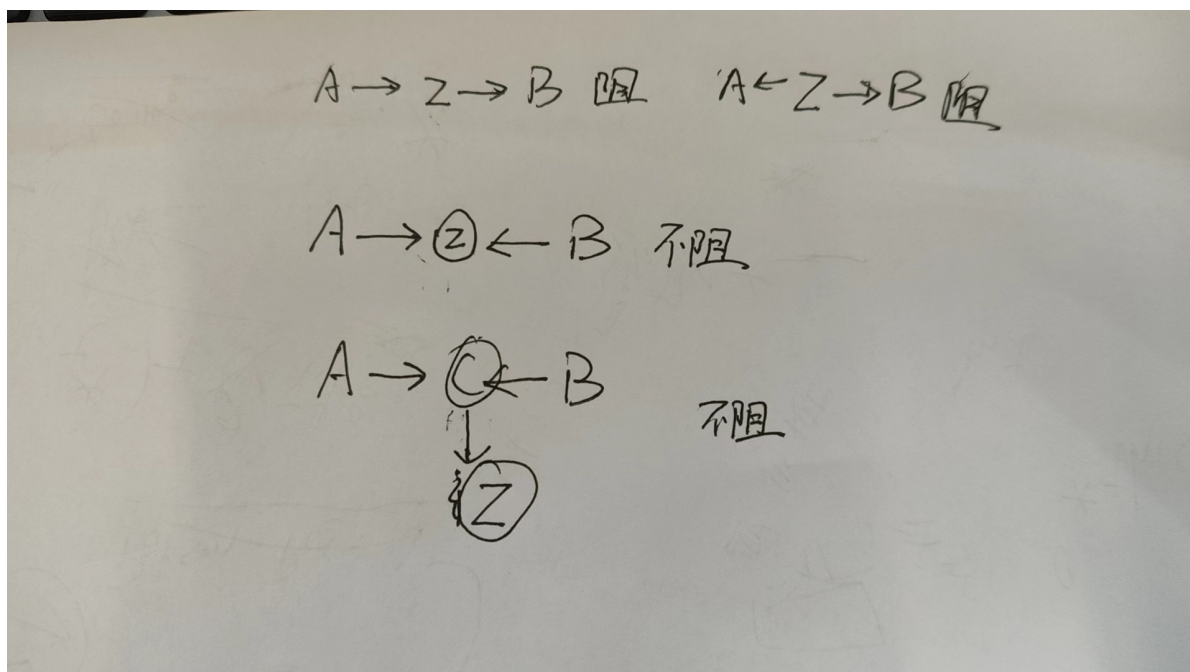 A → Z → B 阻 A ← Z → B 阻
A → Z ← B 不阻
A → C ← B
不阻
↓
Z